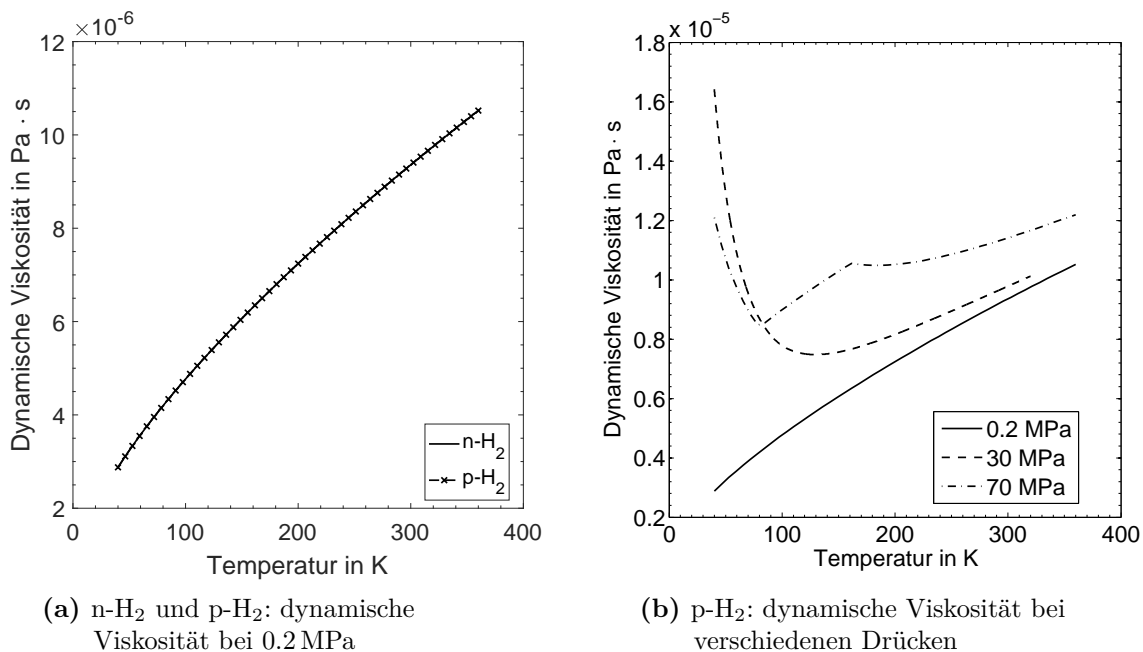 ×10⁻⁶
12
10
8
6
4
2
0
100
200
300
400
Dynamische Viskosität in Pa · s
Temperatur in K
n-H₂
p-H₂
(a) n-H₂ und p-H₂: dynamische
Viskosität bei 0.2 MPa
x 10⁻⁵
1.8
1.6
1.4
1.2
1
0.8
0.6
0.4
0.2
0
100
200
300
400
Dynamische Viskosität in Pa · s
Temperatur in K
0.2 MPa
30 MPa
70 MPa
(b) p-H₂: dynamische Viskosität bei
verschiedenen Drücken